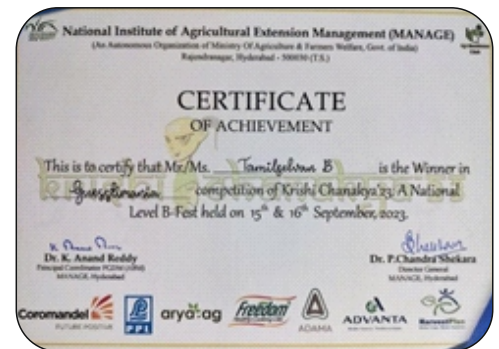 National Institute of Agricultural Extension Management (MANAGE)
(An Autonomous Organization of Ministry Of Agriculture & Farmers Welfare, Govt. of India)
Rajendranagar, Hyderabad - 500030 (T.S.)
CERTIFICATE
OF ACHIEVEMENT
This is to certify that Mr./Ms. Tamilselvan B is the Winner in
competition of Krishi Chanakya'23: A National
Level B-Fest held on 15th & 16th September, 2023.
Dr. K. Anand Reddy
Principal Coordinator PGDM (ABM)
MANAGE, Hyderabad
Dr. P.Chandra Shekara
Director General
MANAGE, Hyderabad
Coromandel
FUTURE POSITIVE
PPL
arya.ag
Freedom
ADAMA
ADVANTA
HarvestPlus